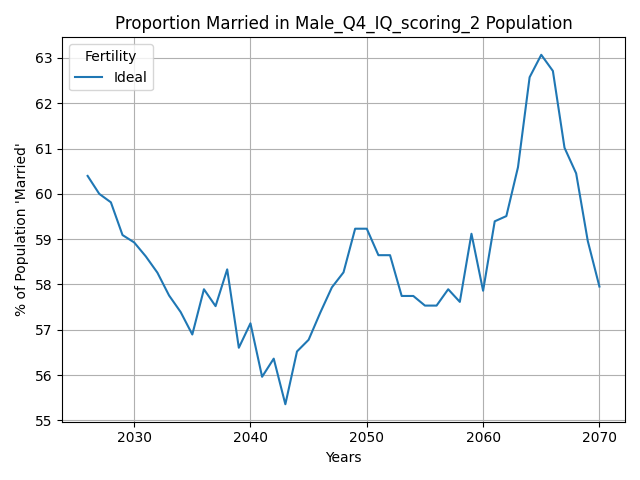 Proportion Married in Male_Q4_IQ_scoring_2 Population
Fertility
Ideal
% of Population 'Married'
63
62
61
60
59
58
57
56
55
2030
2040
2050
2060
2070
Years